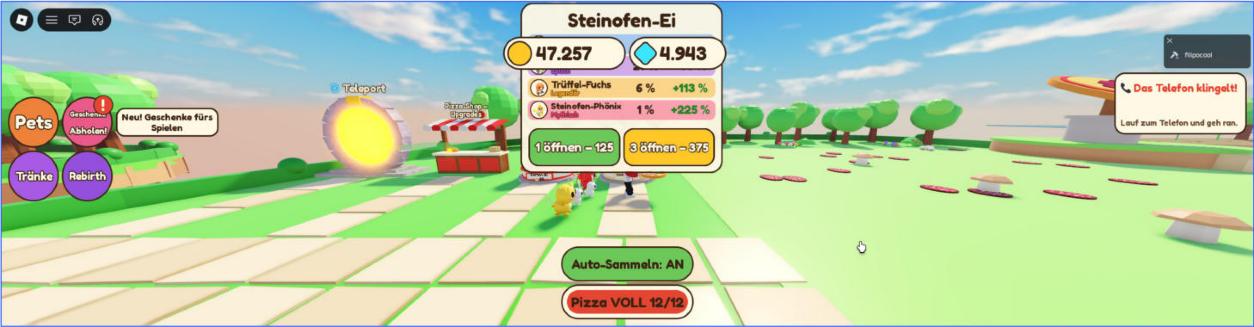 Steinofen-Ei
47.257
4.943
Trüffel-Fuchs
Legendär
6 %
+113 %
Steinofen-Phönix
Mythisch
1 %
+225 %
1 öffnen – 125
3 öffnen – 375
Teleport
Pizza-Shop –
Upgrades
Pets
Geschenk...
!
Abholen!
Neu! Geschenke fürs
Spielen
Tränke
Rebirth
filipocool
Das Telefon klingelt!
Lauf zum Telefon und geh ran.
Auto-Sammeln: AN
Pizza VOLL 12/12